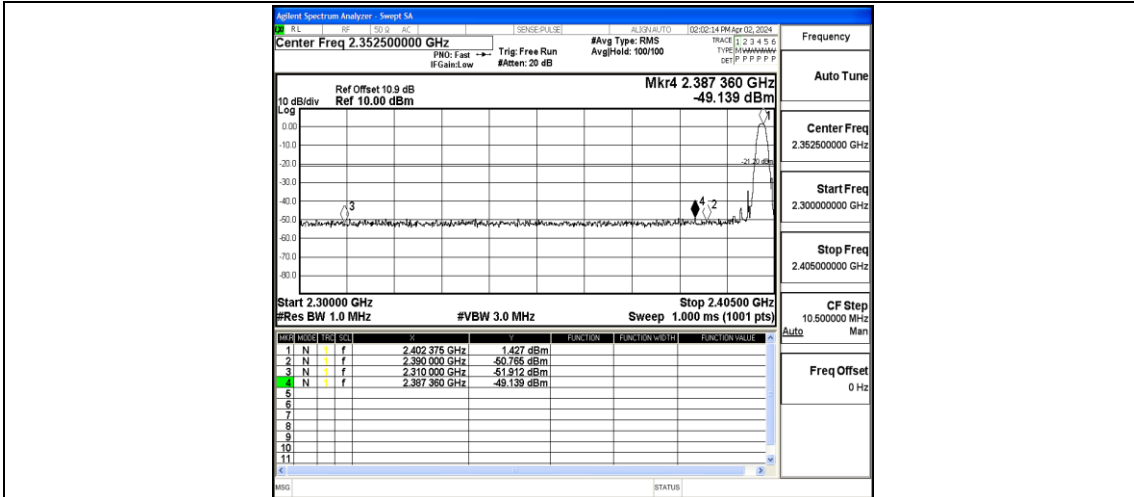 Agilent Spectrum Analyzer - Swept SA
RL RF 50 Ω AC SENSE:PULSE ALIGN AUTO 02:02:14 PM Apr 02, 2024
Center Freq 2.352500000 GHz
PNO: Fast
IFGain:Low
Trig: Free Run
#Atten: 20 dB
#Avg Type: RMS
Avg|Hold: 100/100
TRACE 1 2 3 4 5 6
TYPE
DET P P P P P P
Frequency
Mkr4 2.387 360 GHz
-49.139 dBm
Ref Offset 10.9 dB
Ref 10.00 dBm
10 dB/div
Log
0.00
-10.0
-20.0
-30.0
-40.0
-50.0
-60.0
-70.0
-80.0
1
-21.20 dBm
3
4
2
Start 2.30000 GHz
Stop 2.40500 GHz
#Res BW 1.0 MHz
#VBW 3.0 MHz
Sweep 1.000 ms (1001 pts)
MKR MODE TRC SCL X Y FUNCTION FUNCTION WIDTH FUNCTION VALUE
1 N 1 f 2.402 375 GHz 1.427 dBm
2 N 1 f 2.390 000 GHz -50.765 dBm
3 N 1 f 2.310 000 GHz -51.912 dBm
4 N 1 f 2.387 360 GHz -49.139 dBm
5
6
7
8
9
10
11
MSG
STATUS
Auto Tune
Center Freq
2.352500000 GHz
Start Freq
2.300000000 GHz
Stop Freq
2.405000000 GHz
CF Step
10.500000 MHz
Auto Man
Freq Offset
0 Hz